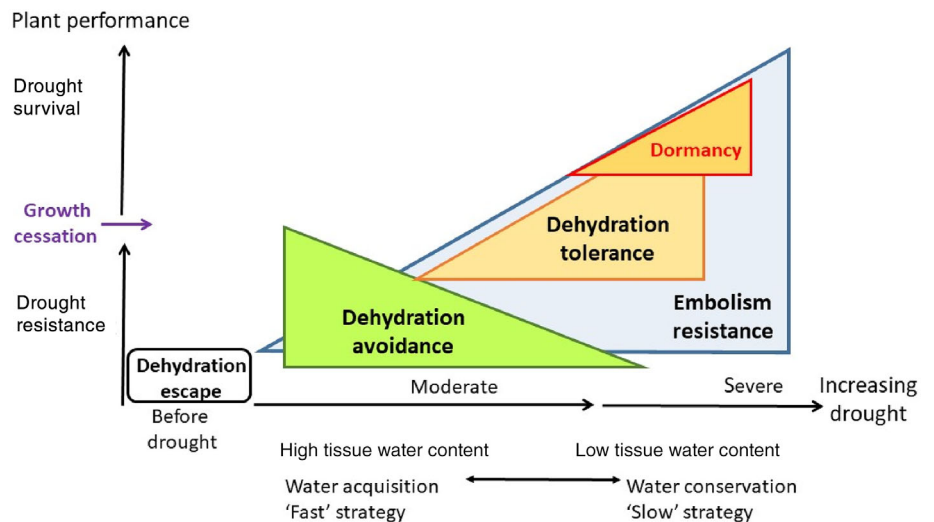 Plant performance
Drought
survival
Growth
cessation
Drought
resistance
Dormancy
Dehydration
tolerance
Embolism
resistance
Dehydration
avoidance
Dehydration
escape
Before
drought
Moderate
Severe
Increasing
drought
High tissue water content
Low tissue water content
Water acquisition
'Fast' strategy
Water conservation
'Slow' strategy